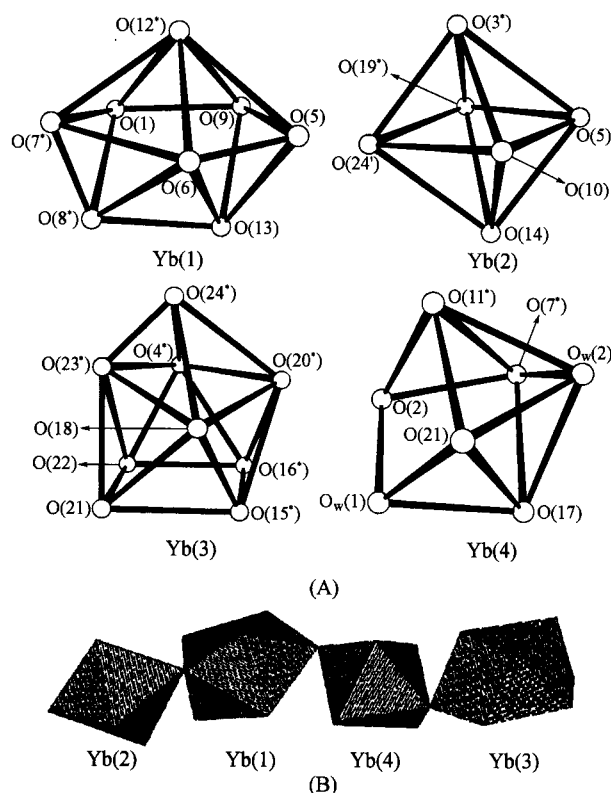 O(12*)
O(7*)
O(1)
O(9)
O(5)
O(6)
O(8*)
O(13)
Yb(1)
O(3*)
O(19*)
O(24')
O(5)
O(10)
O(14)
Yb(2)
O(24*)
O(23*)
O(4*)
O(20*)
O(18)
O(22)
O(16*)
O(21)
O(15*)
Yb(3)
O(11*)
O(7*)
Ow(2)
O(2)
O(21)
Ow(1)
O(17)
Yb(4)
(A)
Yb(2)
Yb(1)
Yb(4)
Yb(3)
(B)